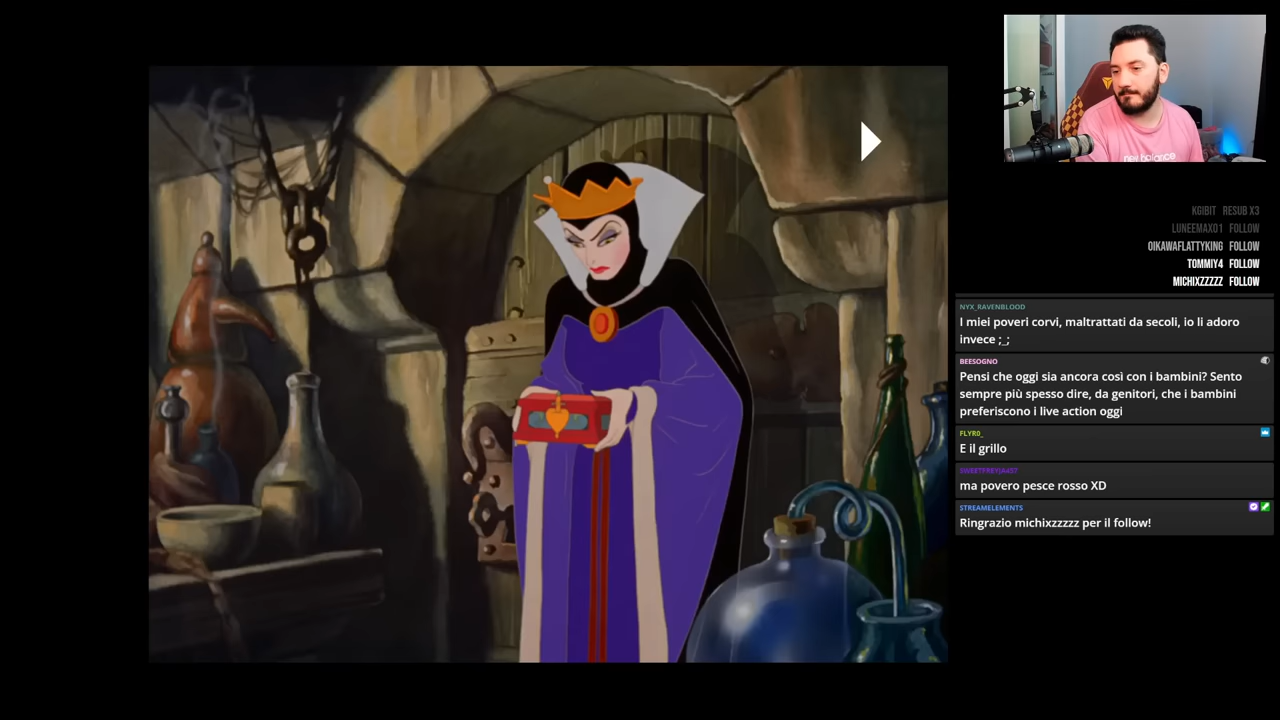 new balance
KGIBIT RESUB X3
LUNEEMAX01 FOLLOW
OIKAWAFLATTYKING FOLLOW
TOMMIY4 FOLLOW
MICHIXZZZZZ FOLLOW
NYX_RAVENBLOOD
I miei poveri corvi, maltrattati da secoli, io li adoro
invece ;_;
BEESOGNO
Pensi che oggi sia ancora così con i bambini? Sento
sempre più spesso dire, da genitori, che i bambini
preferiscono i live action oggi
FLYR0_
E il grillo
ma povero pesce rosso XD
STREAMELEMENTS
Ringrazio michixzzzzz per il follow!